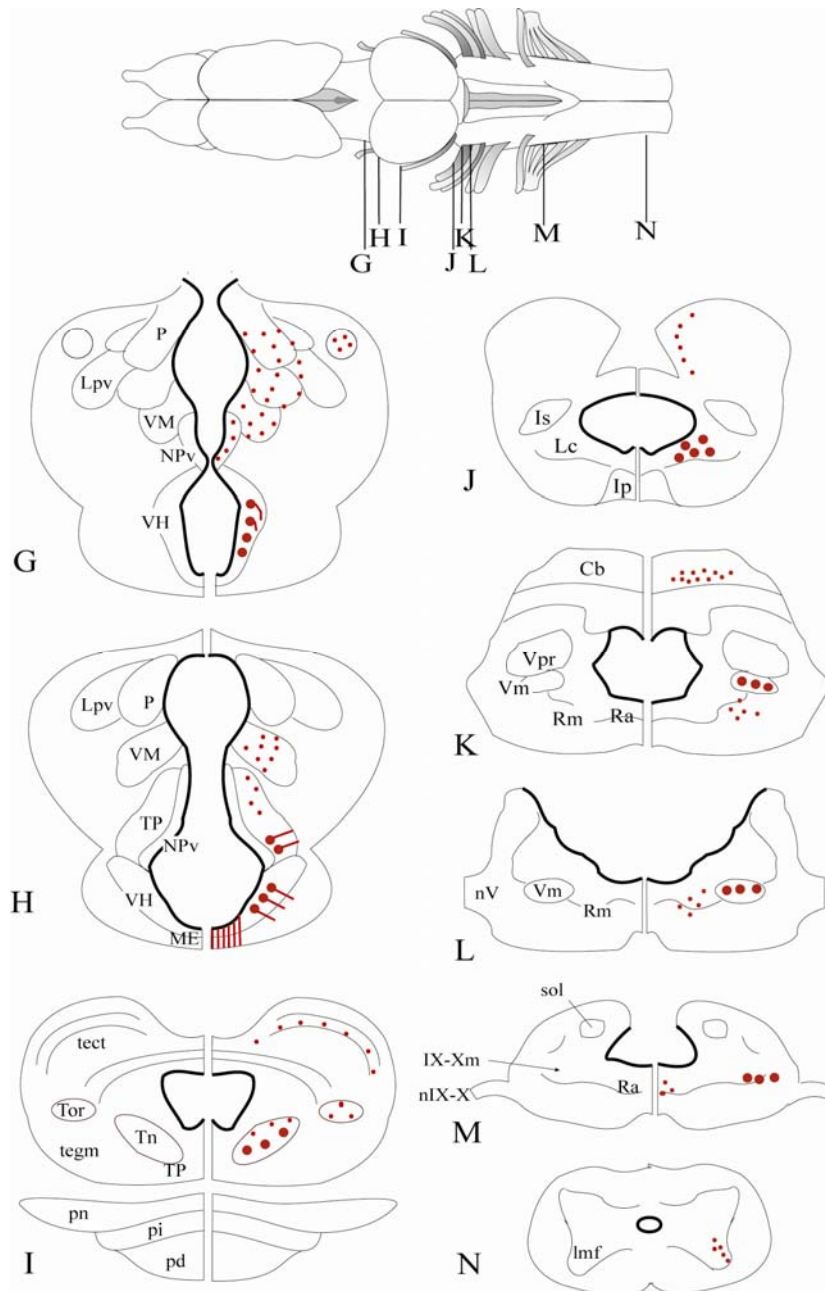 G H I J K L M N
P
Lpv
VM
NPv
VH
G
Lpv P
VM
TP
NPv
VH
ME
H
tect
Tor
Tn
tegm
TP
pn
pi
pd
I
Is
Lc
Ip
J
Cb
Vpr
Vm
Rm Ra
K
nV Vm
Rm
L
sol
IX-Xm
nIX-X
Ra
M
lmf
N